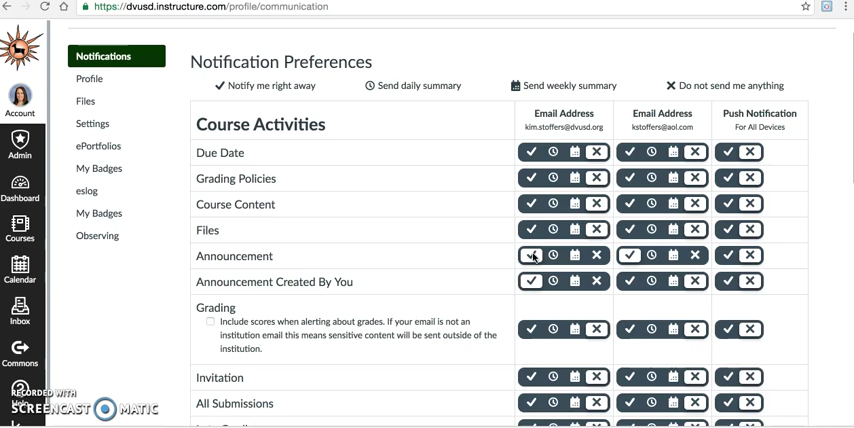 https://dvusd.instructure.com/profile/communication
Notifications
Profile
Files
Settings
ePortfolios
My Badges
eslog
My Badges
Observing
Account
Admin
Dashboard
Courses
Calendar
Inbox
Commons
Help
Notification Preferences
Notify me right away
Send daily summary
Send weekly summary
Do not send me anything
Course Activities
Email Address
kim.stoffers@dvusd.org
Email Address
kstoffers@aol.com
Push Notification
For All Devices
Due Date
Grading Policies
Course Content
Files
Announcement
Announcement Created By You
Grading
Include scores when alerting about grades. If your email is not an
institution email this means sensitive content will be sent outside of the
institution.
Invitation
All Submissions
RECORDED WITH
SCREENCAST MATIC